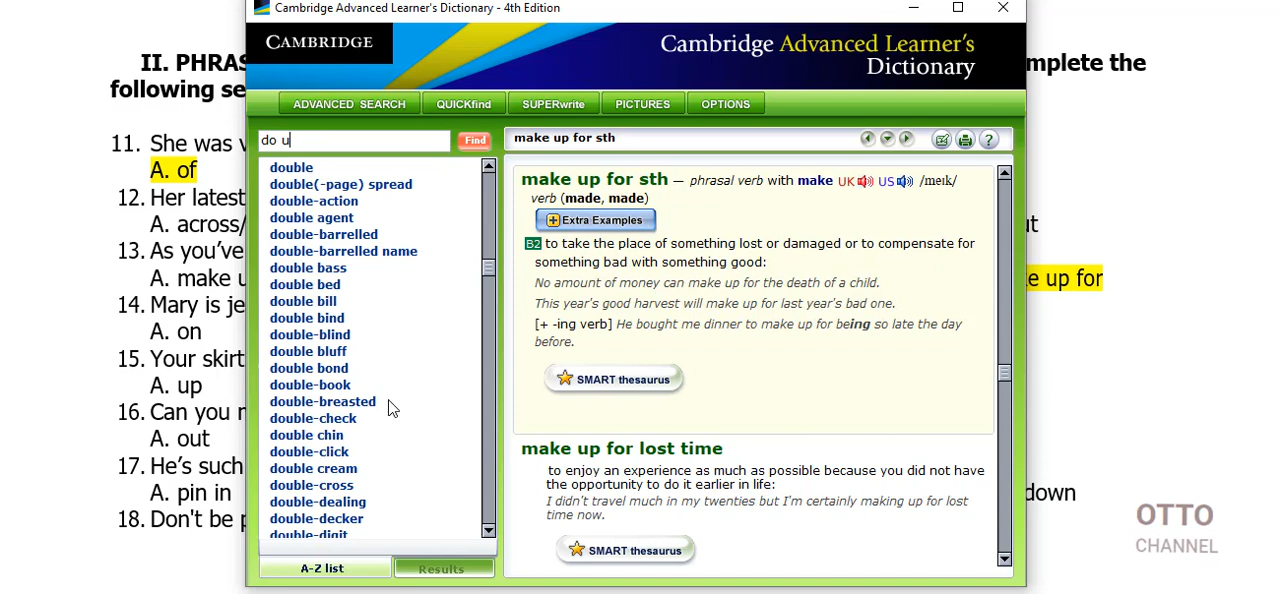 Cambridge Advanced Learner's Dictionary - 4th Edition
CAMBRIDGE
Cambridge Advanced Learner's
Dictionary
ADVANCED SEARCH QUICKfind SUPERwrite PICTURES OPTIONS
do u Find
double
double(-page) spread
double-action
double agent
double-barrelled
double-barrelled name
double bass
double bed
double bill
double bind
double-blind
double bluff
double bond
double-book
double-breasted
double-check
double chin
double-click
double cream
double-cross
double-dealing
double-decker
double-digit
A-Z list Results
make up for sth
?
make up for sth — phrasal verb with make UK US /meɪk/
verb (made, made)
Extra Examples
B2 to take the place of something lost or damaged or to compensate for
something bad with something good:
No amount of money can make up for the death of a child.
This year's good harvest will make up for last year's bad one.
[+ -ing verb] He bought me dinner to make up for being so late the day
before.
SMART thesaurus
make up for lost time
to enjoy an experience as much as possible because you did not have
the opportunity to do it earlier in life:
I didn't travel much in my twenties but I'm certainly making up for lost
time now.
SMART thesaurus
II. PHRAS mplete the
following se
11. She was v
A. of
12. Her latest
A. across/ ut
13. As you've
A. make u e up for
14. Mary is je
A. on
15. Your skirt
A. up
16. Can you m
A. out
17. He's such
A. pin in down
18. Don't be p
OTTO
CHANNEL